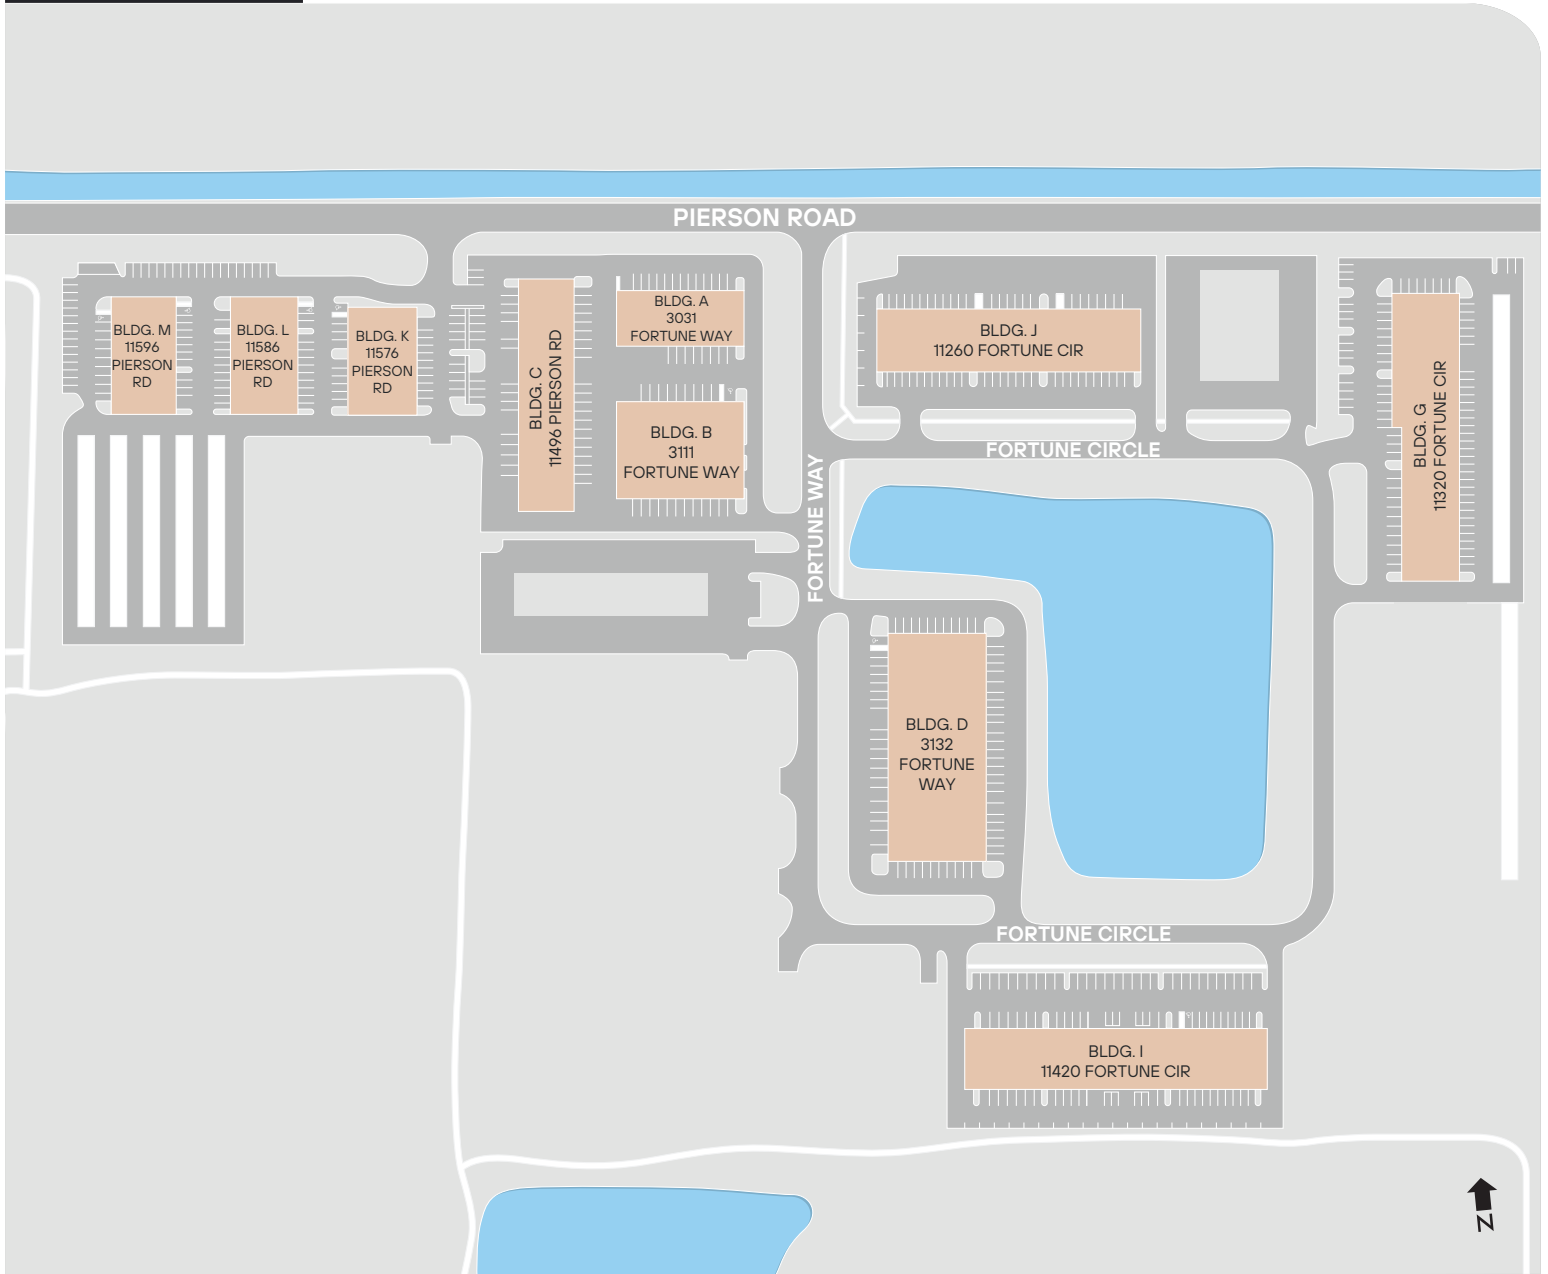 PIERSON ROAD
BLDG. M
11596
PIERSON
RD
BLDG. L
11586
PIERSON
RD
BLDG. K
11576
PIERSON
RD
BLDG. C
11496 PIERSON RD
BLDG. A
3031
FORTUNE WAY
BLDG. B
3111
FORTUNE WAY
FORTUNE WAY
BLDG. J
11260 FORTUNE CIR
FORTUNE CIRCLE
BLDG. G
11320 FORTUNE CIR
BLDG. D
3132
FORTUNE
WAY
FORTUNE CIRCLE
BLDG. I
11420 FORTUNE CIR
N